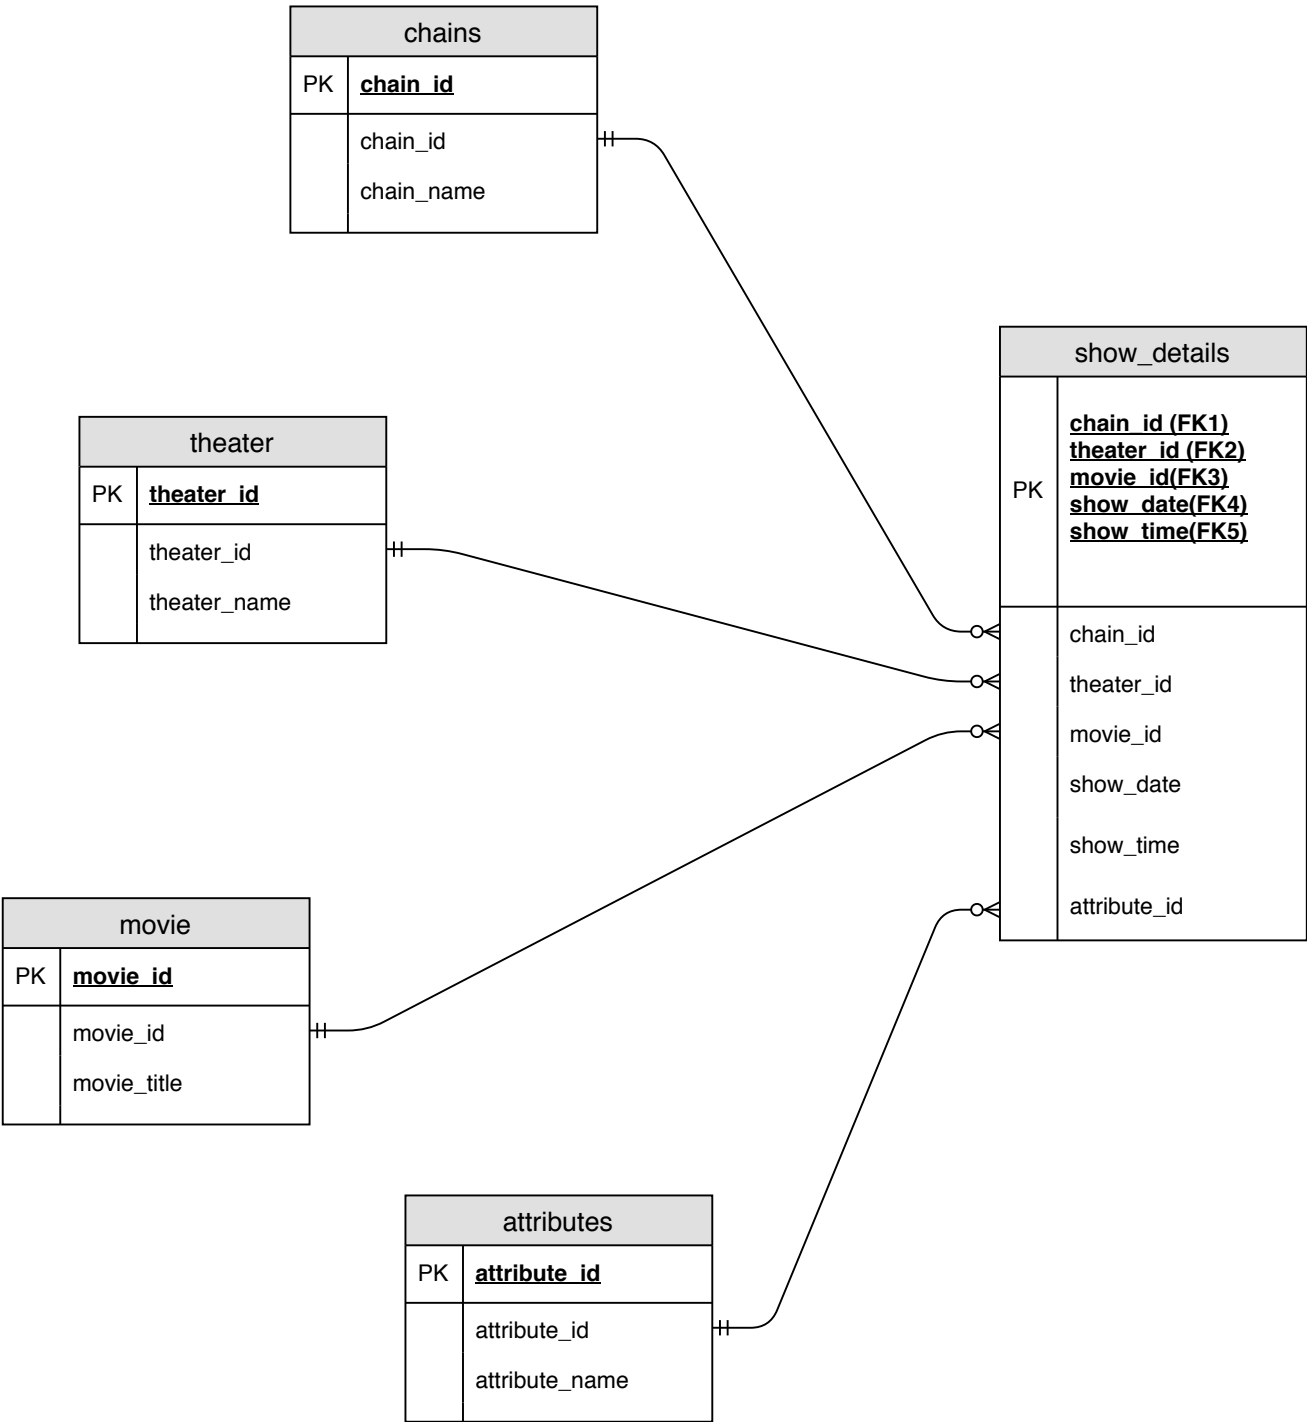 chains
PK chain_id
chain_id
chain_name
show_details
PK
chain_id (FK1)
theater_id (FK2)
movie_id(FK3)
show_date(FK4)
show_time(FK5)
chain_id
theater_id
movie_id
show_date
show_time
attribute_id
theater
PK theater_id
theater_id
theater_name
movie
PK movie_id
movie_id
movie_title
attributes
PK attribute_id
attribute_id
attribute_name